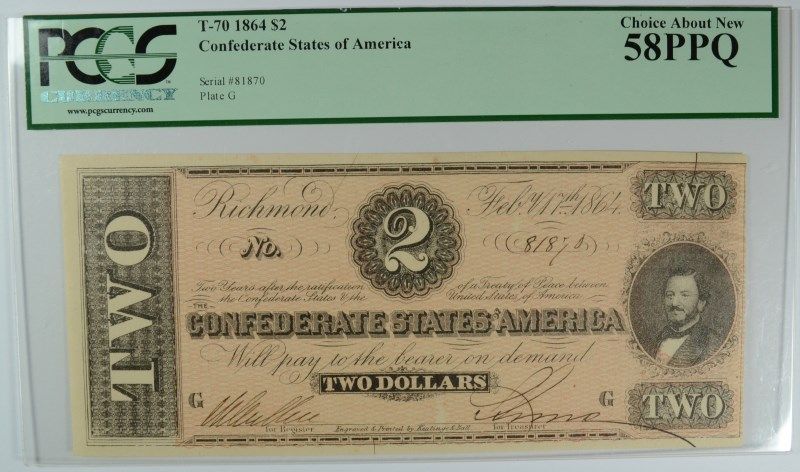 PCGS
CURRENCY
www.pcgscurrency.com
T-70 1864 $2
Confederate States of America
Serial #81870
Plate G
Choice About New
58PPQ
TWO
Richmond, Feby. 17th. 1864.
TWO
No. 2 81870
Two Years after the ratification of a Treaty of Peace between
the Confederate States & the United States of America
THE
CONFEDERATE STATES AMERICA
Will pay to the bearer on demand
TWO DOLLARS
G G
for Register Engraved & Printed by Keatinge & Ball for Treasurer
TWO